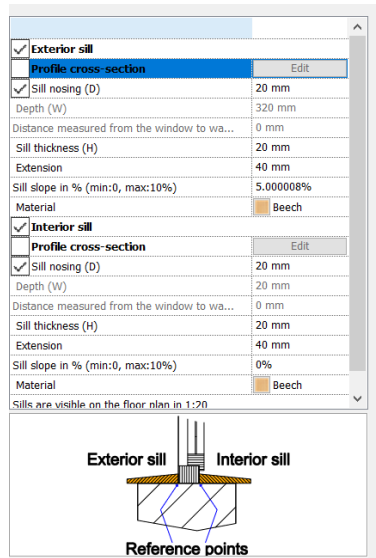 Exterior sill
Profile cross-section Edit
Sill nosing (D) 20 mm
Depth (W) 320 mm
Distance measured from the window to wa... 0 mm
Sill thickness (H) 20 mm
Extension 40 mm
Sill slope in % (min:0, max:10%) 5.000008%
Material Beech
Interior sill
Profile cross-section Edit
Sill nosing (D) 20 mm
Depth (W) 20 mm
Distance measured from the window to wa... 0 mm
Sill thickness (H) 20 mm
Extension 40 mm
Sill slope in % (min:0, max:10%) 0%
Material Beech
Sills are visible on the floor plan in 1:20
Exterior sill Interior sill
Reference points